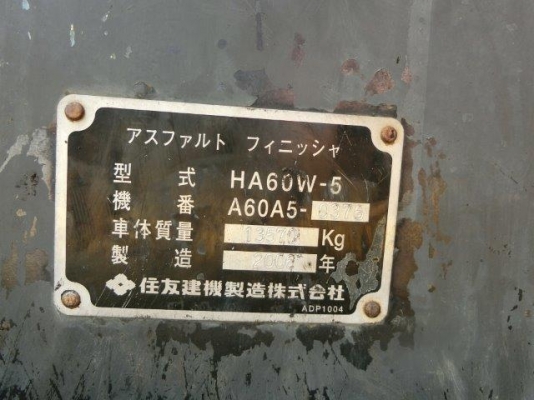 アスファルト フィニッシャ
型式 HA60W-5
機番 A60A5-
車体質量 Kg
製造 年
住友建機製造株式会社
ADP1004